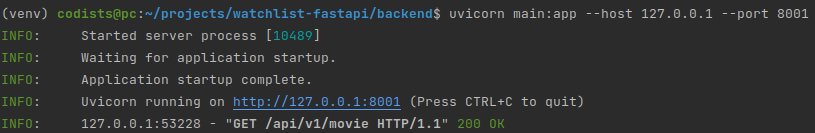 (venv) codists@pc:~/projects/watchlist-fastapi/backend$ uvicorn main:app --host 127.0.0.1 --port 8001
INFO:     Started server process [10489]
INFO:     Waiting for application startup.
INFO:     Application startup complete.
INFO:     Uvicorn running on http://127.0.0.1:8001 (Press CTRL+C to quit)
INFO:     127.0.0.1:53228 - "GET /api/v1/movie HTTP/1.1" 200 OK